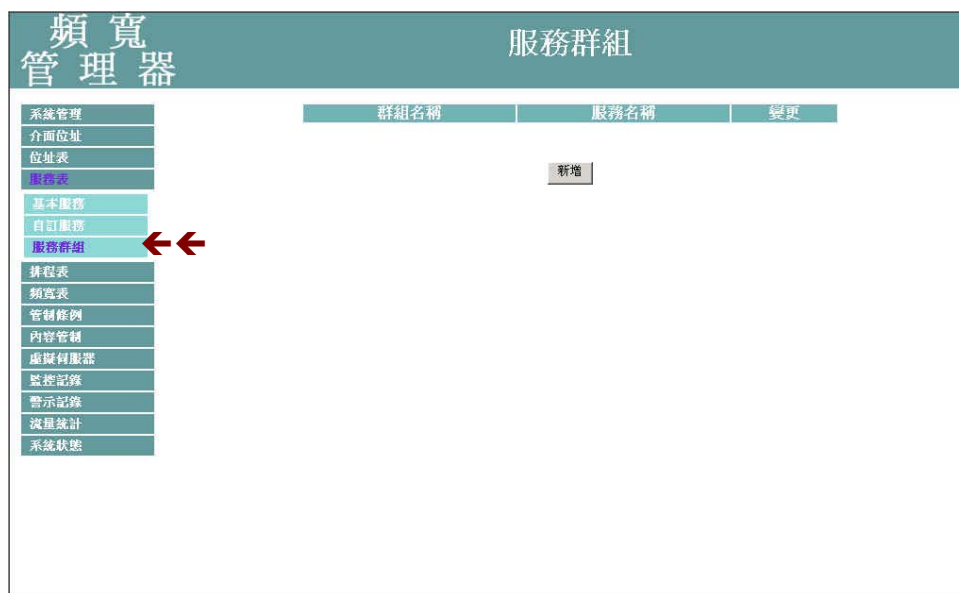 頻 寬
管 理 器
服務群組
系統管理
介面位址
位址表
服務表
基本服務
自訂服務
服務群組
排程表
頻寬表
管制條例
內容管制
虛擬伺服器
監控記錄
警示記錄
流量統計
系統狀態
群組名稱 服務名稱 變更
新增